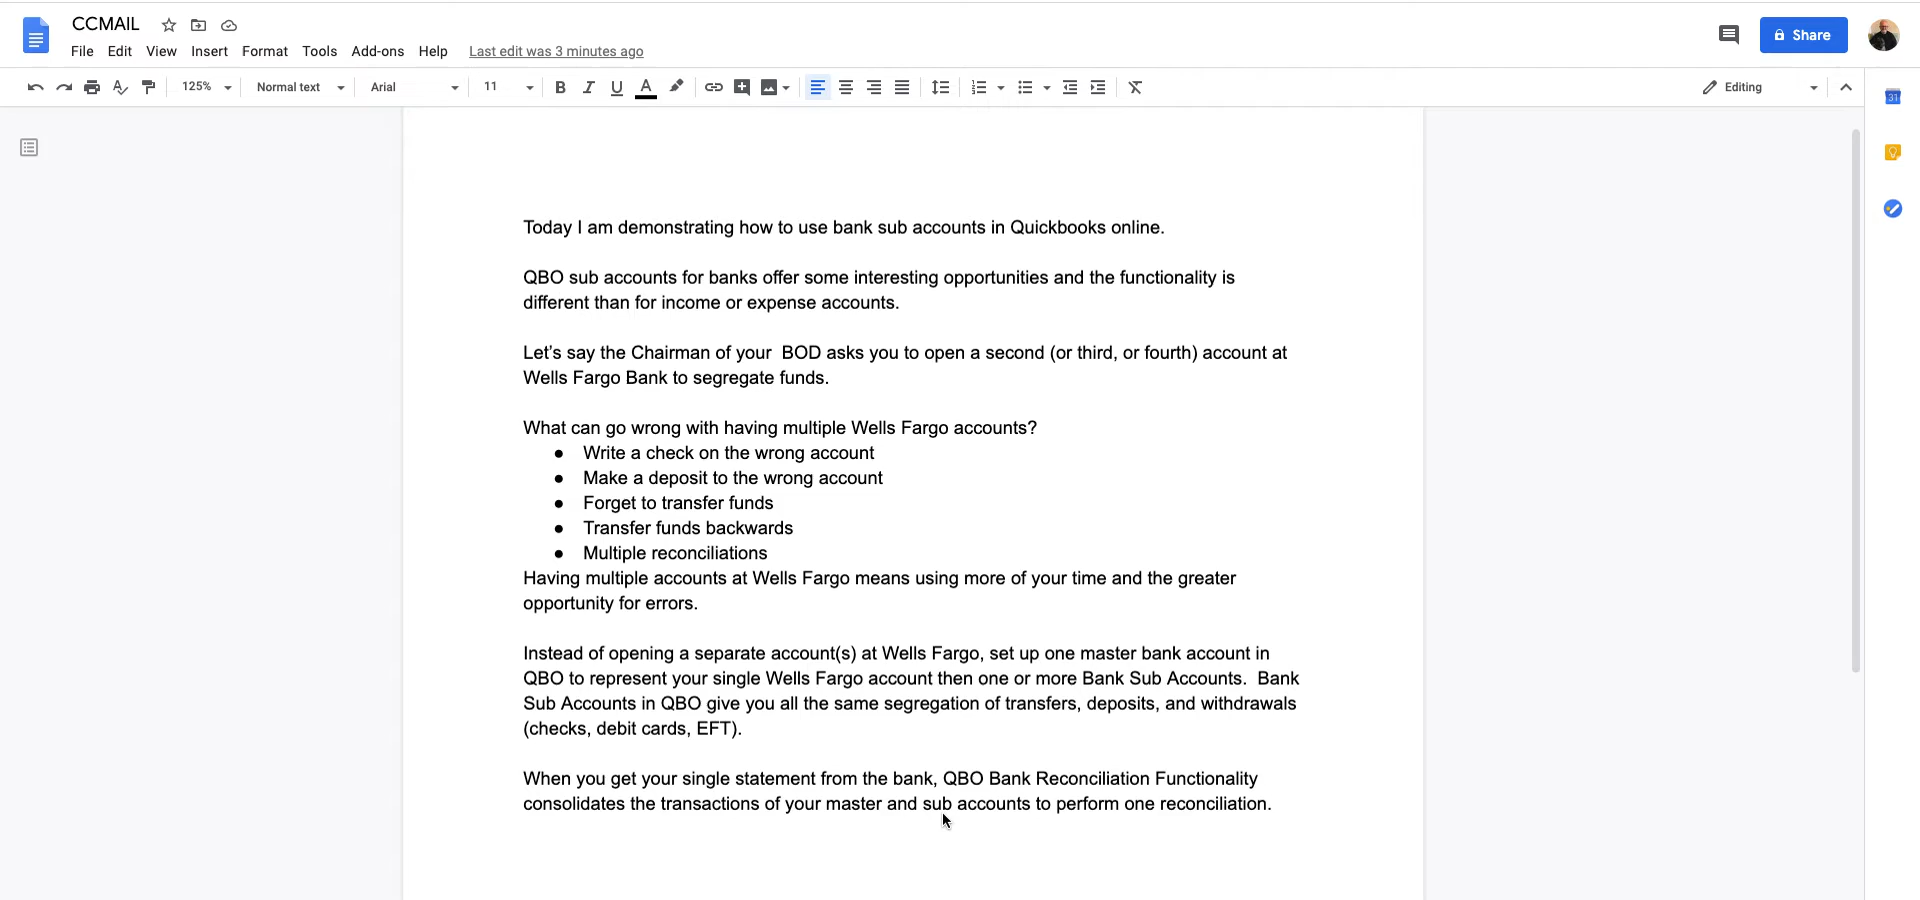 CCMAIL
File Edit View Insert Format Tools Add-ons Help Last edit was 3 minutes ago
Share
125% Normal text Arial 11 B I U A Editing
31
Today I am demonstrating how to use bank sub accounts in Quickbooks online.
QBO sub accounts for banks offer some interesting opportunities and the functionality is
different than for income or expense accounts.
Let's say the Chairman of your  BOD asks you to open a second (or third, or fourth) account at
Wells Fargo Bank to segregate funds.
What can go wrong with having multiple Wells Fargo accounts?
● Write a check on the wrong account
● Make a deposit to the wrong account
● Forget to transfer funds
● Transfer funds backwards
● Multiple reconciliations
Having multiple accounts at Wells Fargo means using more of your time and the greater
opportunity for errors.
Instead of opening a separate account(s) at Wells Fargo, set up one master bank account in
QBO to represent your single Wells Fargo account then one or more Bank Sub Accounts.  Bank
Sub Accounts in QBO give you all the same segregation of transfers, deposits, and withdrawals
(checks, debit cards, EFT).
When you get your single statement from the bank, QBO Bank Reconciliation Functionality
consolidates the transactions of your master and sub accounts to perform one reconciliation.